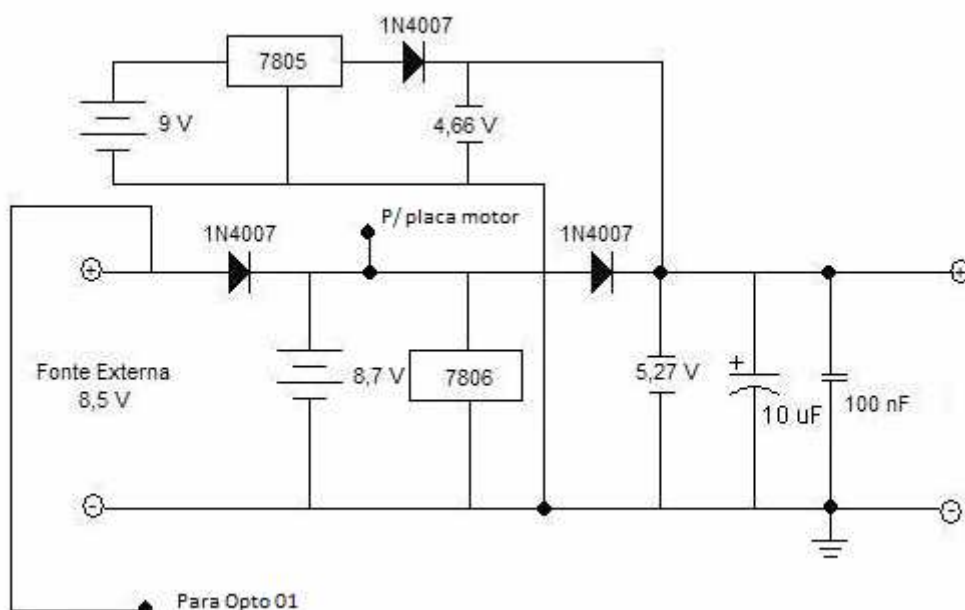 1N4007
7805
9 V
4,66 V
P/ placa motor
1N4007
1N4007
+
+
Fonte Externa
8,5 V
8,7 V
7806
5,27 V
+
10 uF
100 nF
-
-
Para Opto 01